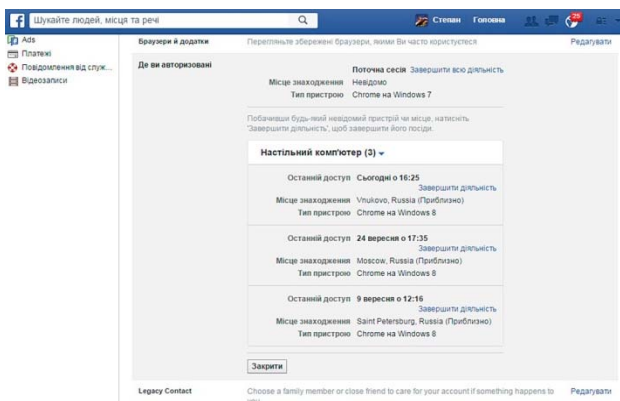 Шукайте людей, місця та речі
Степан Головна
Ads
Платежі
Повідомлення від служ...
Відеозаписи
Браузери й додатки Перегляньте збережені браузери, якими Ви часто користуєтеся Редагувати
Де ви авторизовані
Поточна сесія Завершити всю діяльність
Місце знаходження Невідомо
Тип пристрою Chrome на Windows 7
Побачивши будь-який невідомий пристрій чи місце, натисніть
'Завершити діяльність', щоб завершити його
Настільний комп'ютер (3)
Останній доступ Сьогодні о 16:25
Завершити діяльність
Місце знаходження Vnukovo, Russia (Приблизно)
Тип пристрою Chrome на Windows 8
Останній доступ 24 вересня о 17:35
Завершити діяльність
Місце знаходження Moscow, Russia (Приблизно)
Тип пристрою Chrome на Windows 8
Останній доступ 9 вересня о 12:16
Завершити діяльність
Місце знаходження Saint Petersburg, Russia (Приблизно)
Тип пристрою Chrome на Windows 8
Закрити
Legacy Contact Choose a family member or close friend to care for your account if something happens to Редагувати